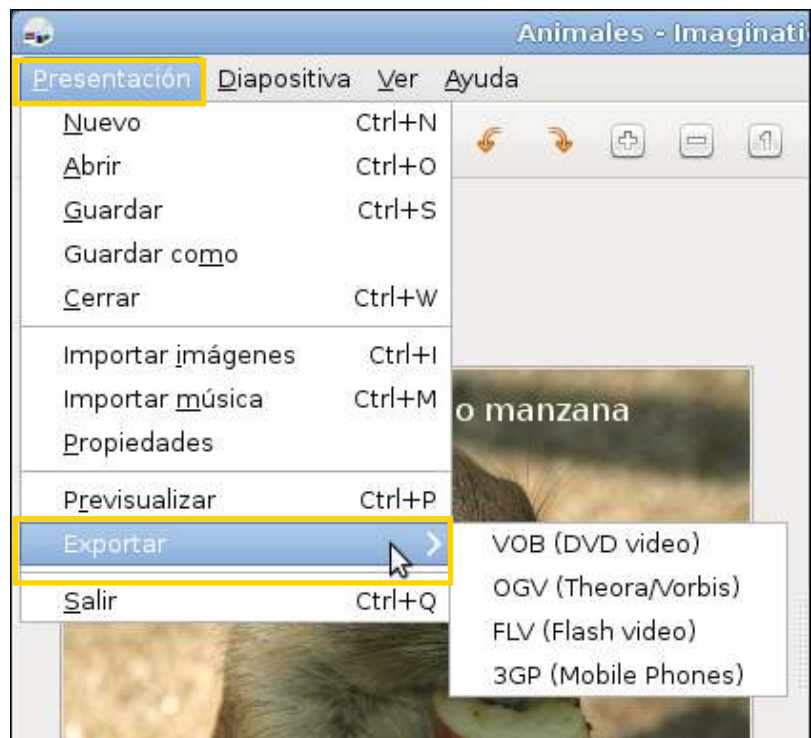 Animales - Imaginati
Presentación Diapositiva Ver Ayuda
Nuevo Ctrl+N
Abrir Ctrl+O
Guardar Ctrl+S
Guardar como
Cerrar Ctrl+W
Importar imágenes Ctrl+I
Importar música Ctrl+M
o manzana
Propiedades
Previsualizar Ctrl+P
Exportar
VOB (DVD video)
OGV (Theora/Vorbis)
Salir Ctrl+Q
FLV (Flash video)
3GP (Mobile Phones)